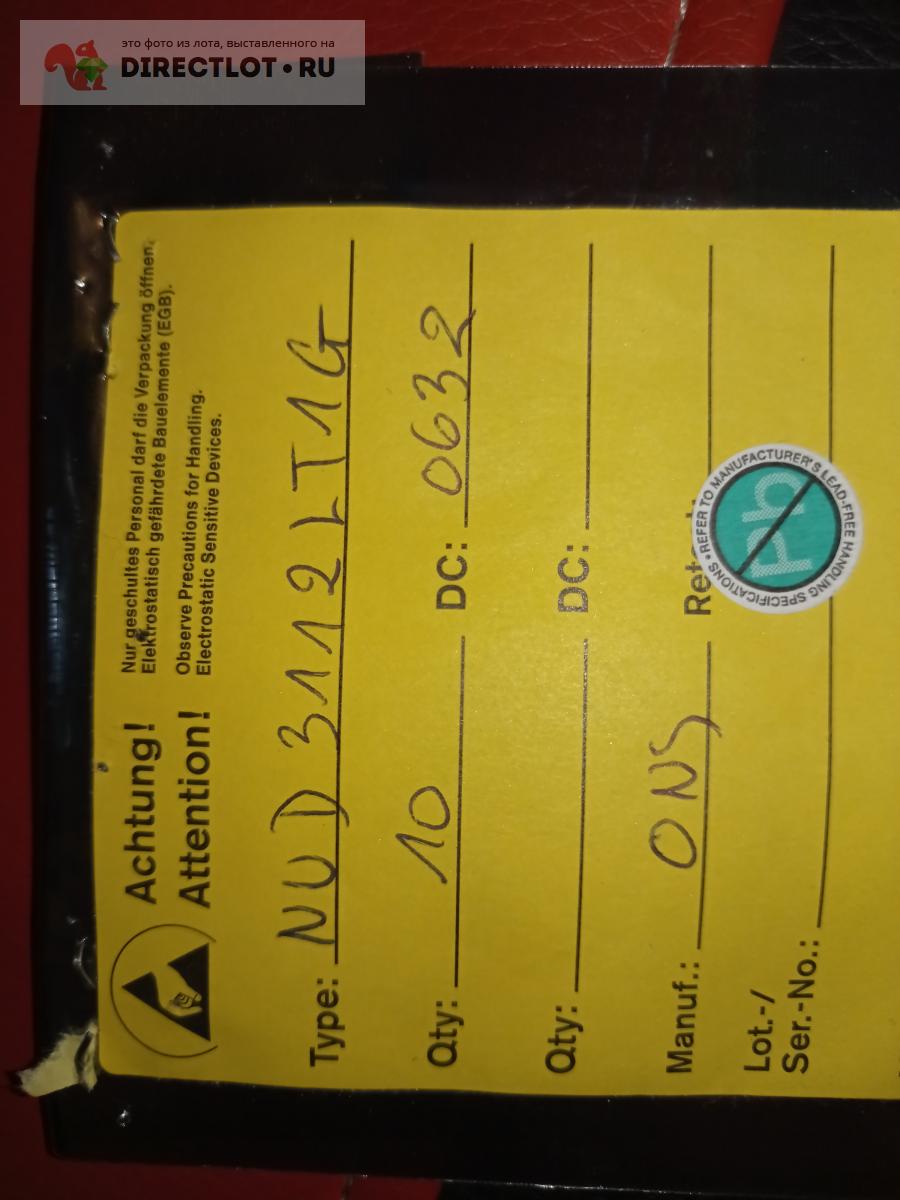 это фото из лота, выставленного на
DIRECTLOT•RU
Achtung!
Nur geschultes Personal darf die Verpackung öffnen,
Elektrostatisch gefährdete Bauelemente (EGB).
Attention!
Observe Precautions for Handling.
Electrostatic Sensitive Devices.
Type: NUD3112LT1G
Qty: 10 DC: 0632
Qty: DC:
Manuf.: ONS
Lot.-/
Ser.-No.:
Pb
•REFER TO MANUFACTURER'S LEAD-FREE HANDLING SPECIFICATIONS